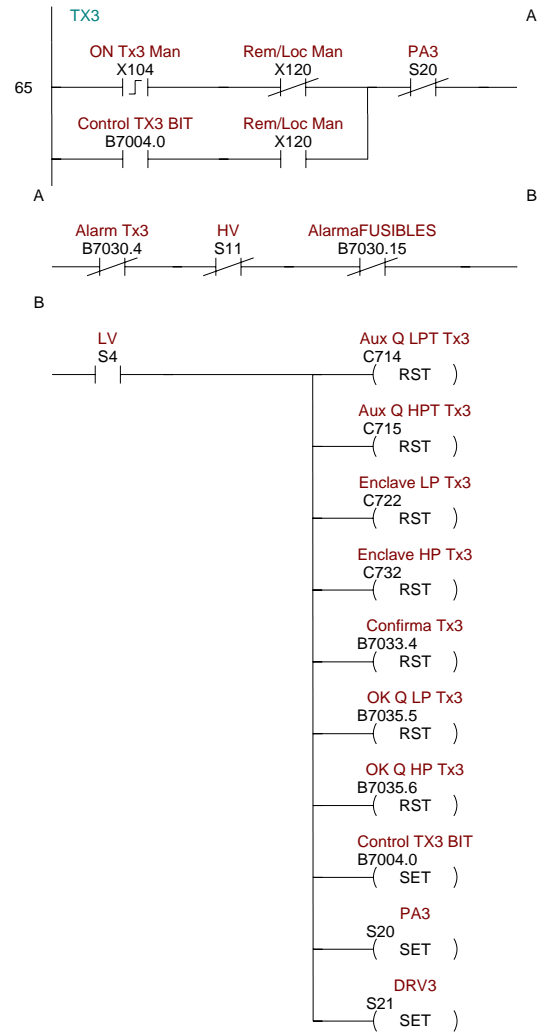 TX3 A
ON Tx3 Man Rem/Loc Man PA3
X104 X120 S20
65
Control TX3 BIT Rem/Loc Man
B7004.0 X120
A B
Alarm Tx3 HV AlarmaFUSIBLES
B7030.4 S11 B7030.15
B
LV Aux Q LPT Tx3
S4 C714
RST
Aux Q HPT Tx3
C715
RST
Enclave LP Tx3
C722
RST
Enclave HP Tx3
C732
RST
Confirma Tx3
B7033.4
RST
OK Q LP Tx3
B7035.5
RST
OK Q HP Tx3
B7035.6
RST
Control TX3 BIT
B7004.0
SET
PA3
S20
SET
DRV3
S21
SET